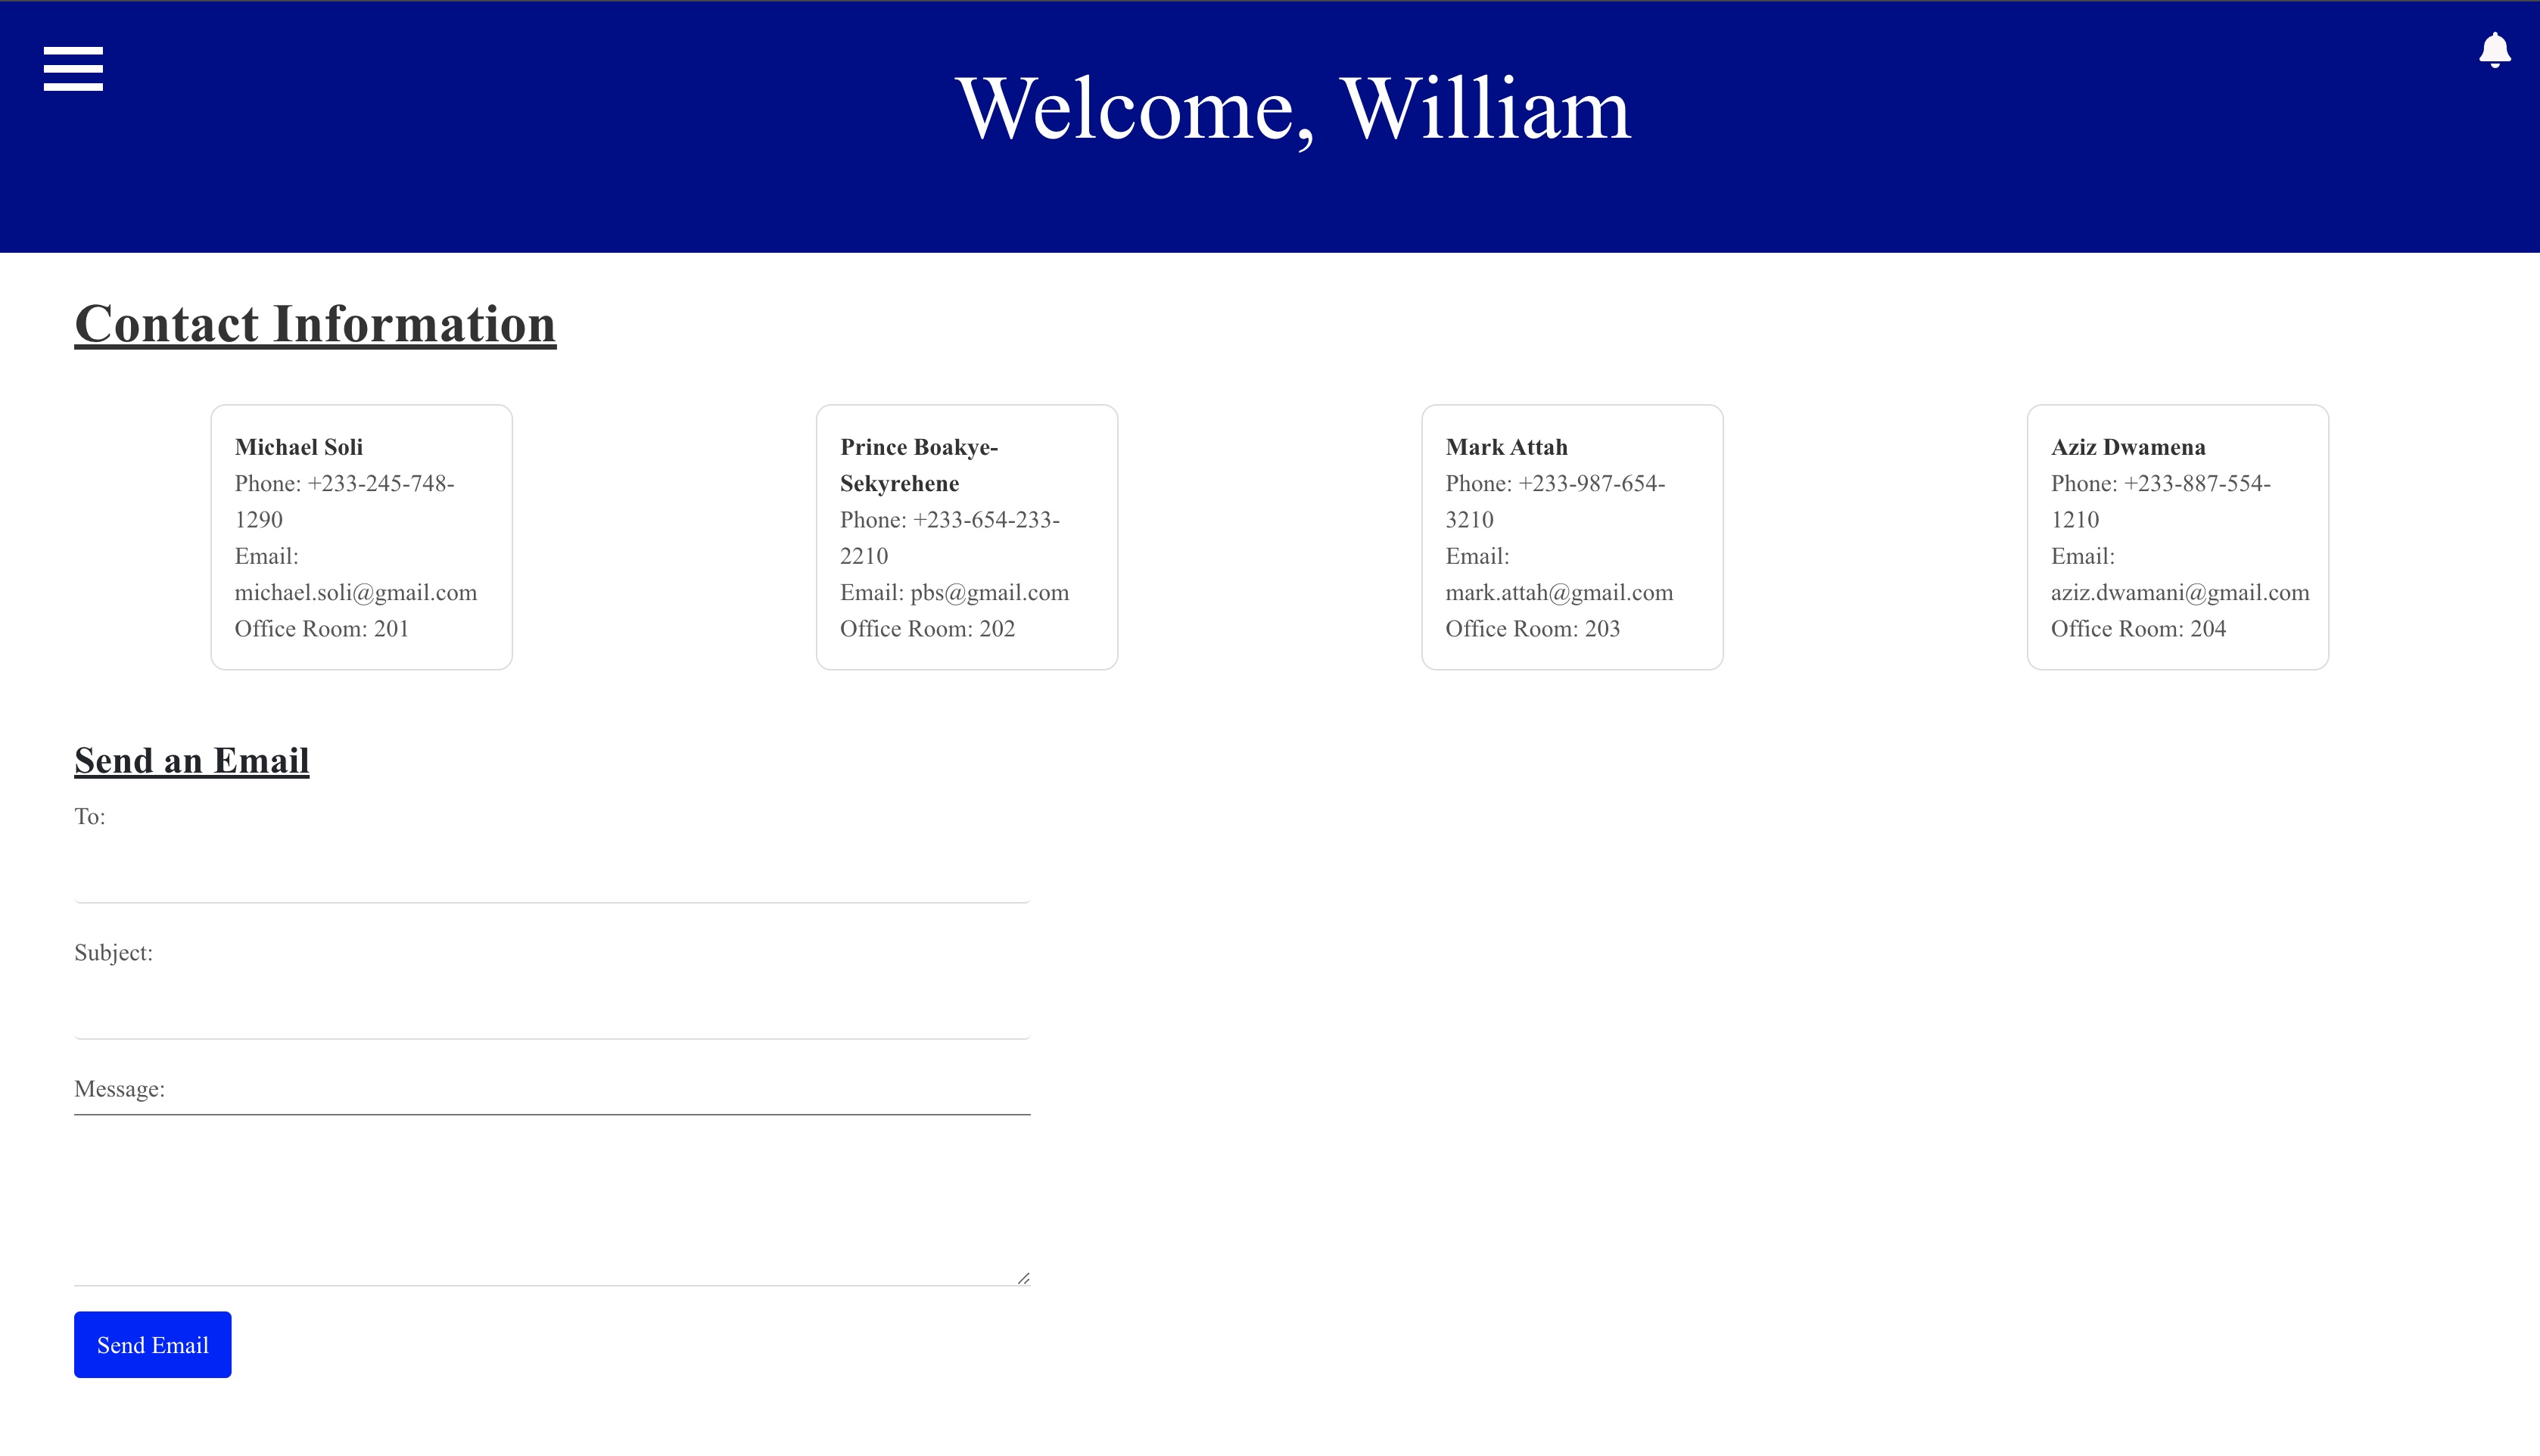 Welcome, William
Contact Information
Michael Soli
Phone: +233-245-748-
1290
Email:
michael.soli@gmail.com
Office Room: 201
Prince Boakye-
Sekyrehene
Phone: +233-654-233-
2210
Email: pbs@gmail.com
Office Room: 202
Mark Attah
Phone: +233-987-654-
3210
Email:
mark.attah@gmail.com
Office Room: 203
Aziz Dwamena
Phone: +233-887-554-
1210
Email:
aziz.dwamani@gmail.com
Office Room: 204
Send an Email
To:
Subject:
Message:
Send Email